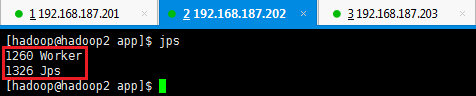 1 192.168.187.201 × 2 192.168.187.202 × 3 192.168.187.203
[hadoop@hadoop2 app]$ jps
1260 Worker
1326 Jps
[hadoop@hadoop2 app]$